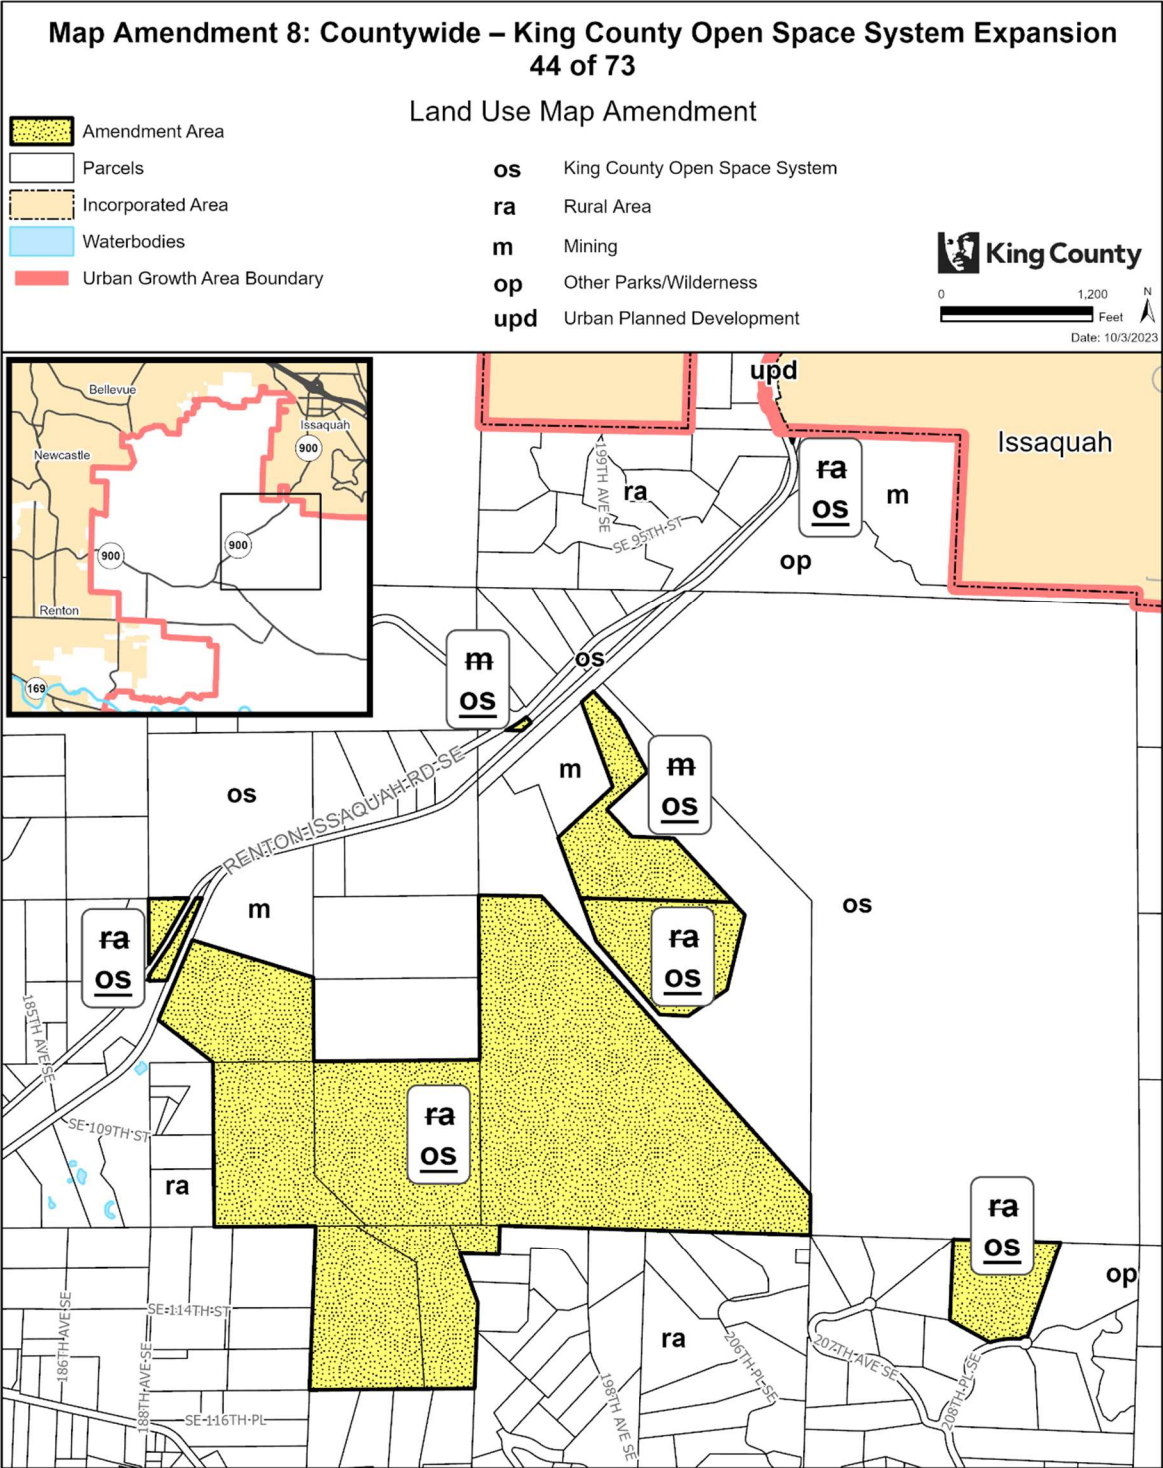 Map Amendment 8: Countywide – King County Open Space System Expansion
44 of 73
Land Use Map Amendment
Amendment Area
Parcels
Incorporated Area
Waterbodies
Urban Growth Area Boundary
os King County Open Space System
ra Rural Area
m Mining
op Other Parks/Wilderness
upd Urban Planned Development
King County
0 1,200
Feet
N
Date: 10/3/2023
Bellevue
Issaquah
900
Newcastle
900
900
Renton
169
upd
Issaquah
ra
os
m
199TH AVE SE
ra
SE 95TH ST
op
m
os
os
m
m
os
os
RENTON-ISSAQUAH RD SE
os
m
ra
os
ra
os
185TH AVE SE
SE 109TH ST
ra
os
ra
ra
os
op
SE 114TH ST
186TH AVE SE
188TH AVE SE
SE 116TH PL
ra
198TH AVE SE
206TH PL SE
207TH AVE SE
208TH PL SE